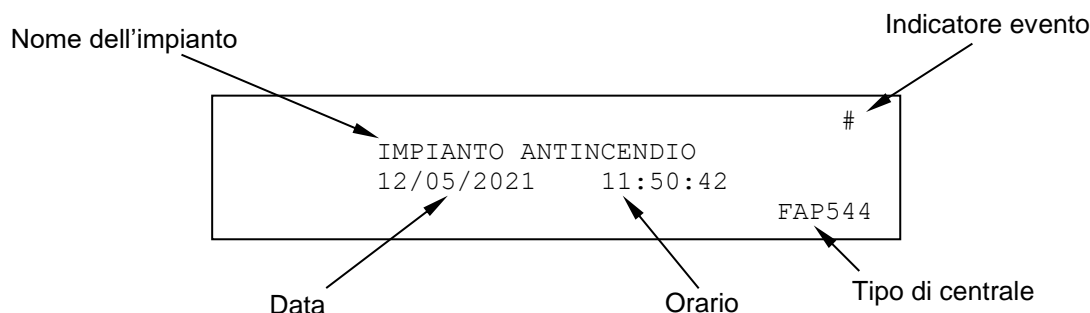 Indicatore evento
Nome dell’impianto
#
IMPIANTO ANTINCENDIO
12/05/2021 11:50:42
FAP544
Data
Orario
Tipo di centrale